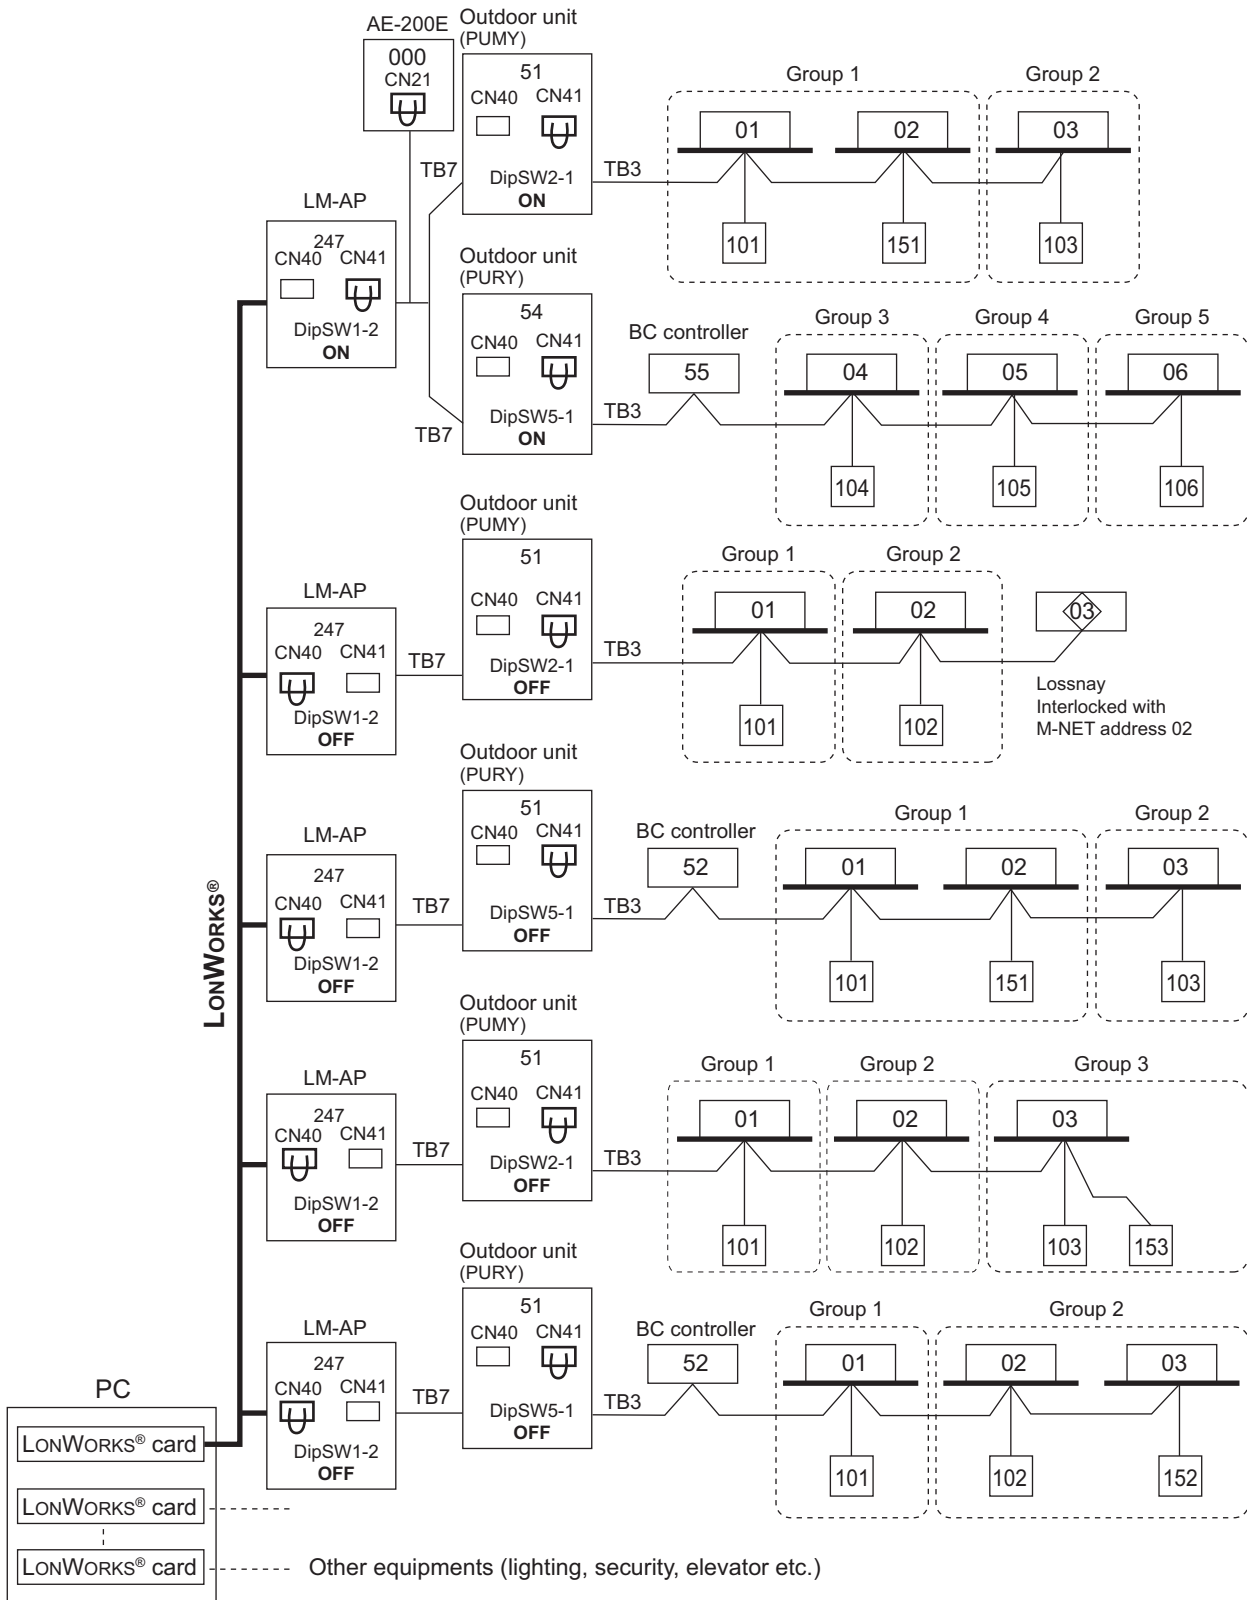 AE-200E
000
CN21
Outdoor unit
(PUMY)
51
CN40 CN41
DipSW2-1
ON
TB7
TB3
Group 1
Group 2
01
02
03
101
151
103
LM-AP
247
CN40 CN41
DipSW1-2
ON
Outdoor unit
(PURY)
54
CN40 CN41
DipSW5-1
ON
TB7
TB3
BC controller
55
Group 3
Group 4
Group 5
04
05
06
104
105
106
LM-AP
247
CN40 CN41
DipSW1-2
OFF
TB7
Outdoor unit
(PUMY)
51
CN40 CN41
DipSW2-1
OFF
TB3
Group 1
Group 2
01
02
03
101
102
Lossnay
Interlocked with
M-NET address 02
LM-AP
247
CN40 CN41
DipSW1-2
OFF
TB7
Outdoor unit
(PURY)
51
CN40 CN41
DipSW5-1
OFF
TB3
BC controller
52
Group 1
Group 2
01
02
03
101
151
103
LONWORKS®
LM-AP
247
CN40 CN41
DipSW1-2
OFF
TB7
Outdoor unit
(PUMY)
51
CN40 CN41
DipSW2-1
OFF
TB3
Group 1
Group 2
Group 3
01
02
03
101
102
103
153
LM-AP
247
CN40 CN41
DipSW1-2
OFF
TB7
Outdoor unit
(PURY)
51
CN40 CN41
DipSW5-1
OFF
TB3
BC controller
52
Group 1
Group 2
01
02
03
101
102
152
PC
LONWORKS® card
LONWORKS® card
LONWORKS® card
Other equipments (lighting, security, elevator etc.)